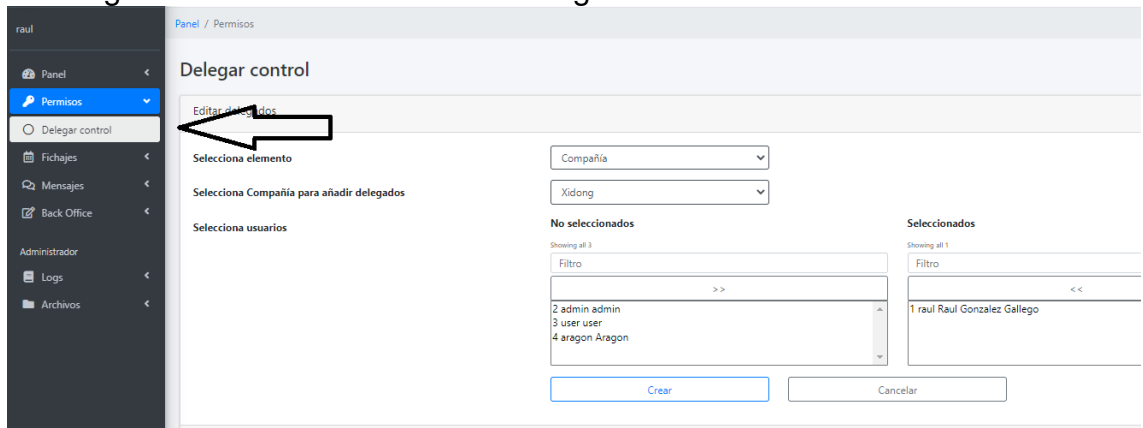 raul
Panel / Permisos
Panel
Permisos
Delegar control
Fichajes
Mensajes
Back Office
Administrador
Logs
Archivos
Delegar control
Editar delegados
Selecciona elemento
Compañía
Selecciona Compañía para añadir delegados
Xidong
Selecciona usuarios
No seleccionados
Showing all 3
Filtro
>>
2 admin admin
3 user user
4 aragon Aragon
Seleccionados
Showing all 1
Filtro
<<
1 raul Raul Gonzalez Gallego
Crear
Cancelar